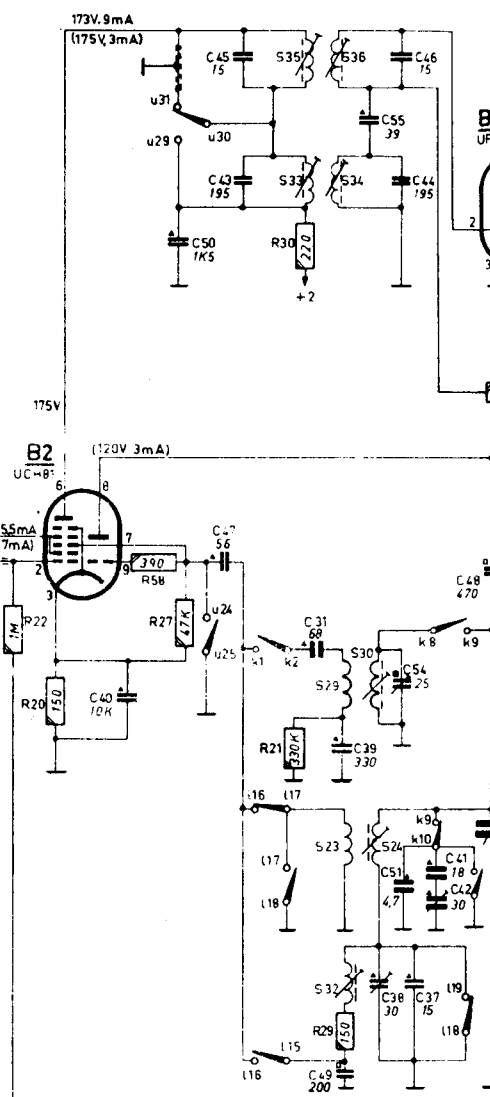 173V. 9mA
(175V, 3mA)
C45
15
S35
S36
C46
15
u31
u30
u29
C55
39
B
UF
C43
195
S33
S34
C44
195
C50
1K5
R30
220
+2
2
3
175V
B2
UCH81
(120V 3mA)
6
8
5,5mA
7mA)
7
2
9
3
390
R58
C47
56
C48
470
R22
1M
R27
47K
u24
u25
C31
68
k1
k2
S30
k8
k9
S29
C54
25
R20
150
C40
10K
R21
330K
C39
330
l16
l17
l17
l18
S23
S24
k9
k10
C51
4,7
C41
18
C42
30
S32
C38
30
C37
15
l19
l18
R29
150
l15
l16
C49
200